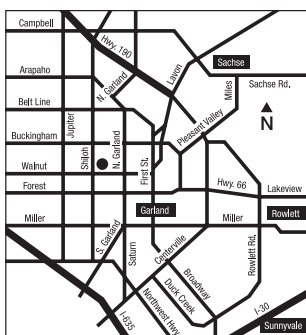 Campbell
Hwy. 190
Sachse
Arapaho
N. Garland
Lavon
Miles
Sachse Rd.
Belt Line
Jupiter
Pleasant Valley
N
Buckingham
Shiloh
N. Garland
First St.
Walnut
Forest
Hwy. 66
Lakeview
Garland
Miller
Miller
Rowlett
S. Garland
Saturn
Centerville
Broadway
Rowlett Rd.
Duck Creek
I-635
Northwest Hwy.
I-30
Sunnyvale